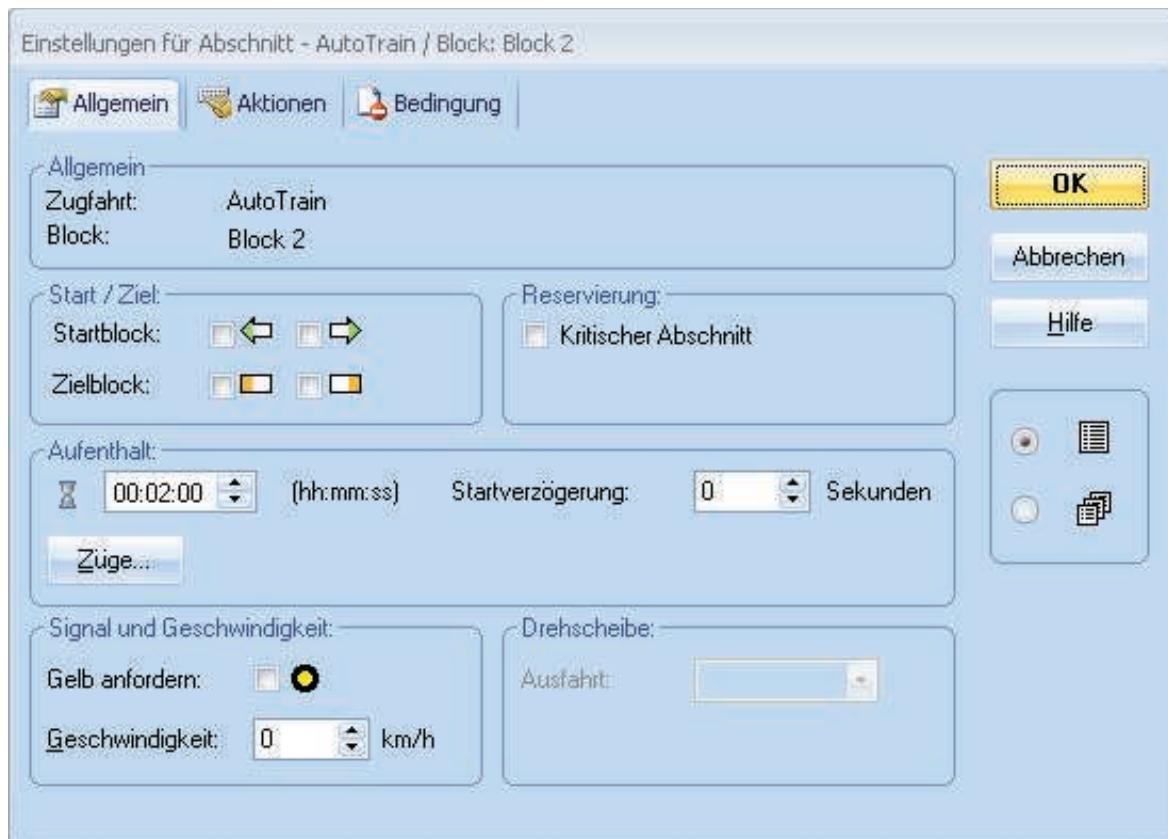 Einstellungen für Abschnitt - AutoTrain / Block: Block 2
Allgemein Aktionen Bedingung
Allgemein
Zugfahrt: AutoTrain
Block: Block 2
OK
Abbrechen
Hilfe
Start / Ziel:
Startblock:
Zielblock:
Reservierung:
Kritischer Abschnitt
Aufenthalt:
00:02:00 (hh:mm:ss) Startverzögerung: 0 Sekunden
Züge...
Signal und Geschwindigkeit:
Gelb anfordern:
Geschwindigkeit: 0 km/h
Drehscheibe:
Ausfahrt: